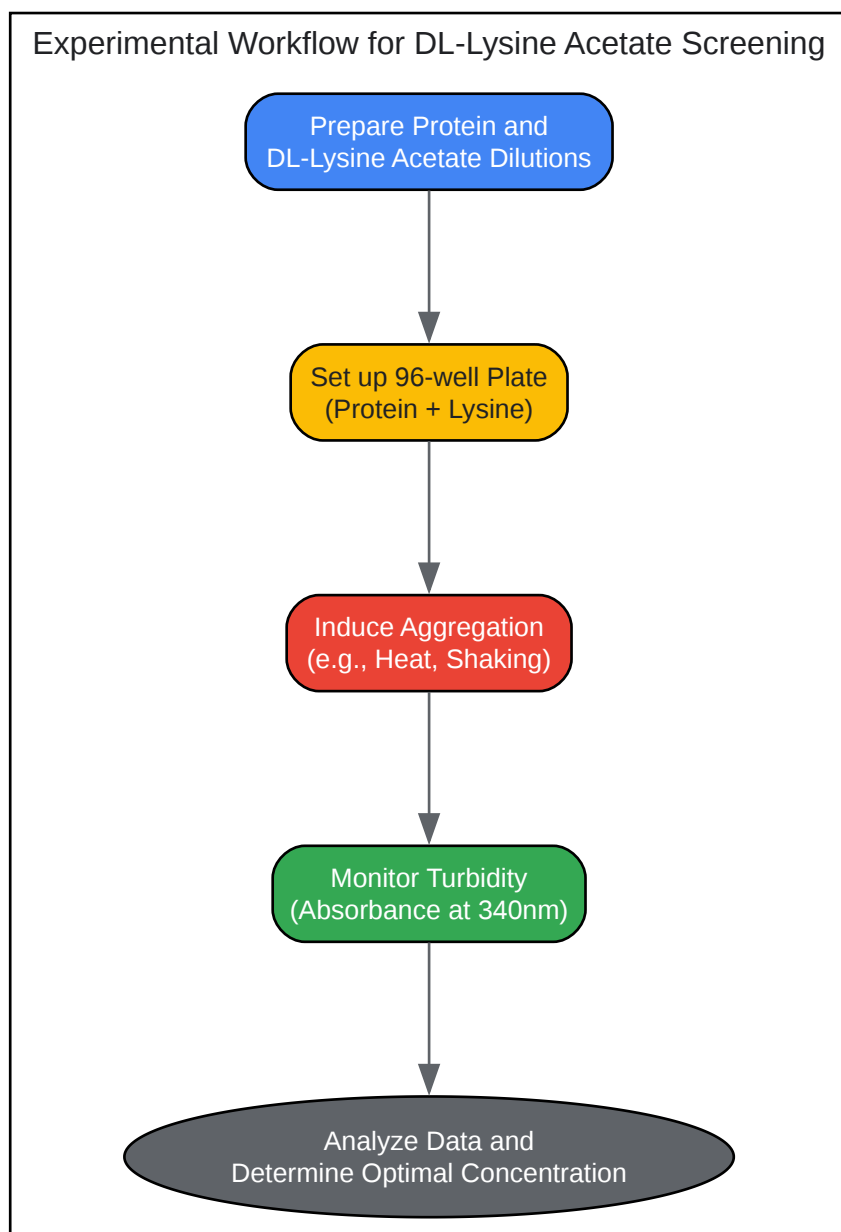 Experimental Workflow for DL-Lysine Acetate Screening
Prepare Protein and
DL-Lysine Acetate Dilutions
Set up 96-well Plate
(Protein + Lysine)
Induce Aggregation
(e.g., Heat, Shaking)
Monitor Turbidity
(Absorbance at 340nm)
Analyze Data and
Determine Optimal Concentration